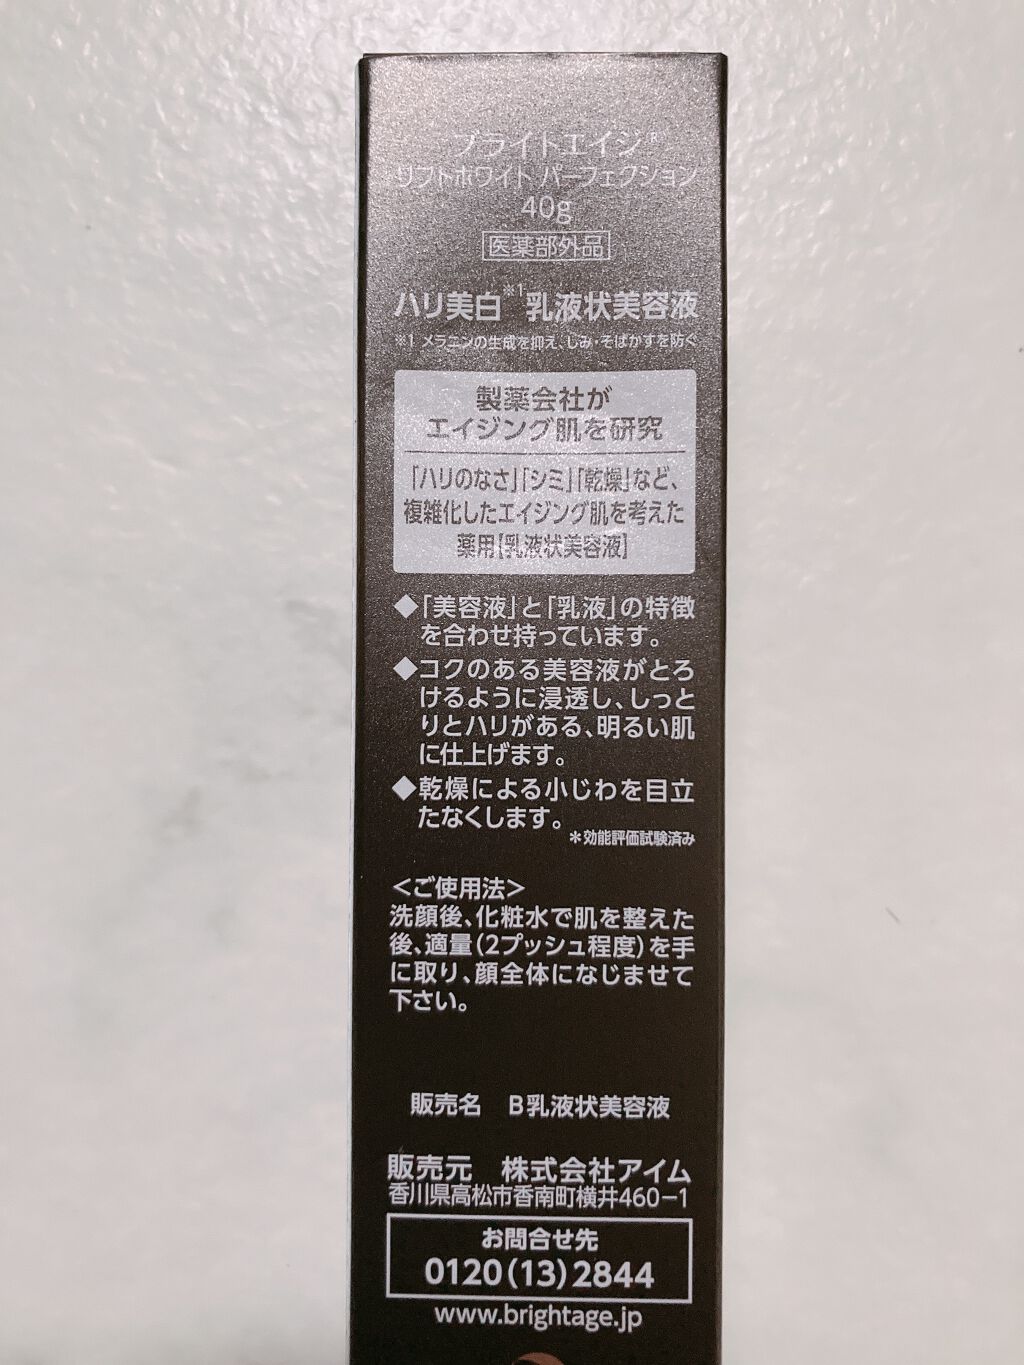 ブライトエイジ®
リフトホワイト パーフェクション
40g
医薬部外品
ハリ美白※1 乳液状美容液
※1 メラニンの生成を抑え、しみ・そばかすを防ぐ
製薬会社が
エイジング肌を研究
「ハリのなさ」「シミ」「乾燥」など、
複雑化したエイジング肌を考えた
薬用【乳液状美容液】
◆「美容液」と「乳液」の特徴
を合わせ持っています。
◆コクのある美容液がとろ
けるように浸透し、しっと
りとハリがある、明るい肌
に仕上げます。
◆乾燥による小じわを目立
たなくします。
＊効能評価試験済み
＜ご使用法＞
洗顔後、化粧水で肌を整えた
後、適量（2プッシュ程度）を手
に取り、顔全体になじませて
下さい。
販売名　B乳液状美容液
販売元　株式会社アイム
香川県高松市香南町横井460−1
お問合せ先
0120(13)2844
www.brightage.jp